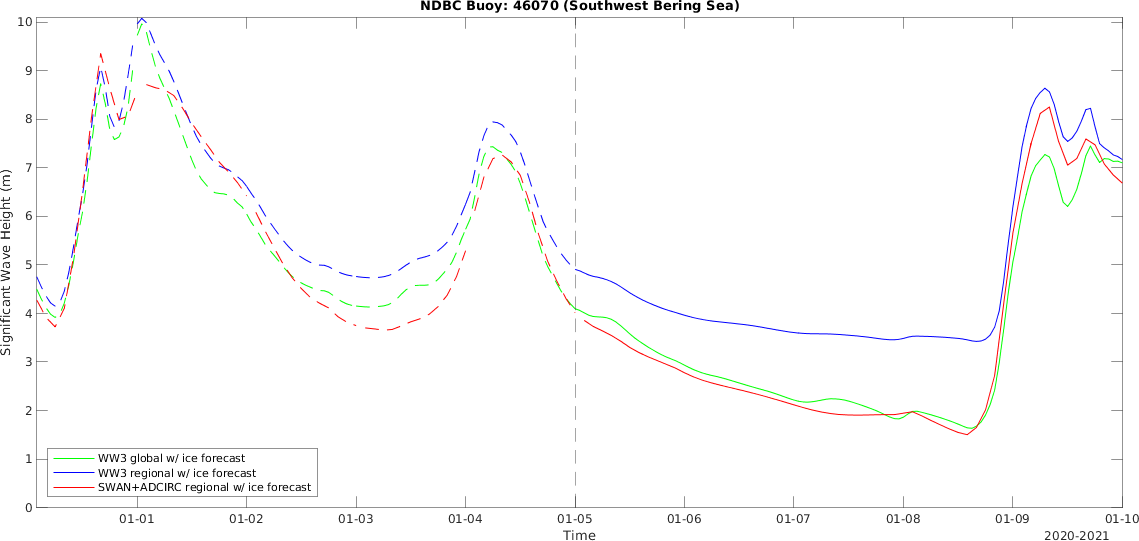 NDBC Buoy: 46070 (Southwest Bering Sea)
10
9
8
7
6
5
4
3
2
1
0
Significant Wave Height (m)
WW3 global w/ ice forecast
WW3 regional w/ ice forecast
SWAN+ADCIRC regional w/ ice forecast
01-01 01-02 01-03 01-04 01-05 01-06 01-07 01-08 01-09 01-10
Time
2020-2021